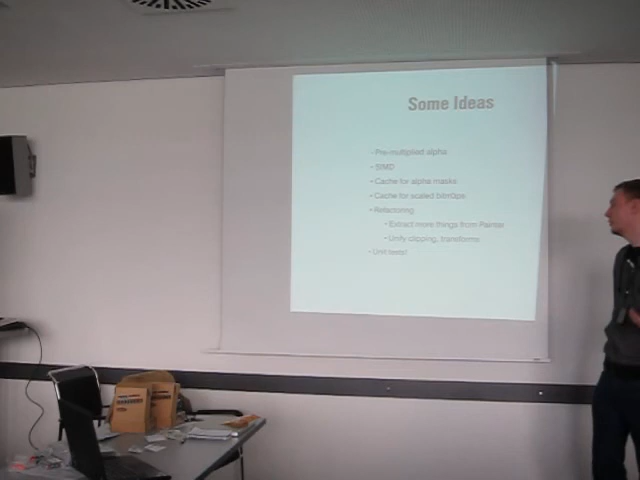 Some Ideas
- Pre-multiplied alpha
• SIMD
• Cache for alpha masks
• Cache for scaled bitmaps
• Refactoring
• Extract more things from Painter
• Unify clipping, transforms
• Unit tests!